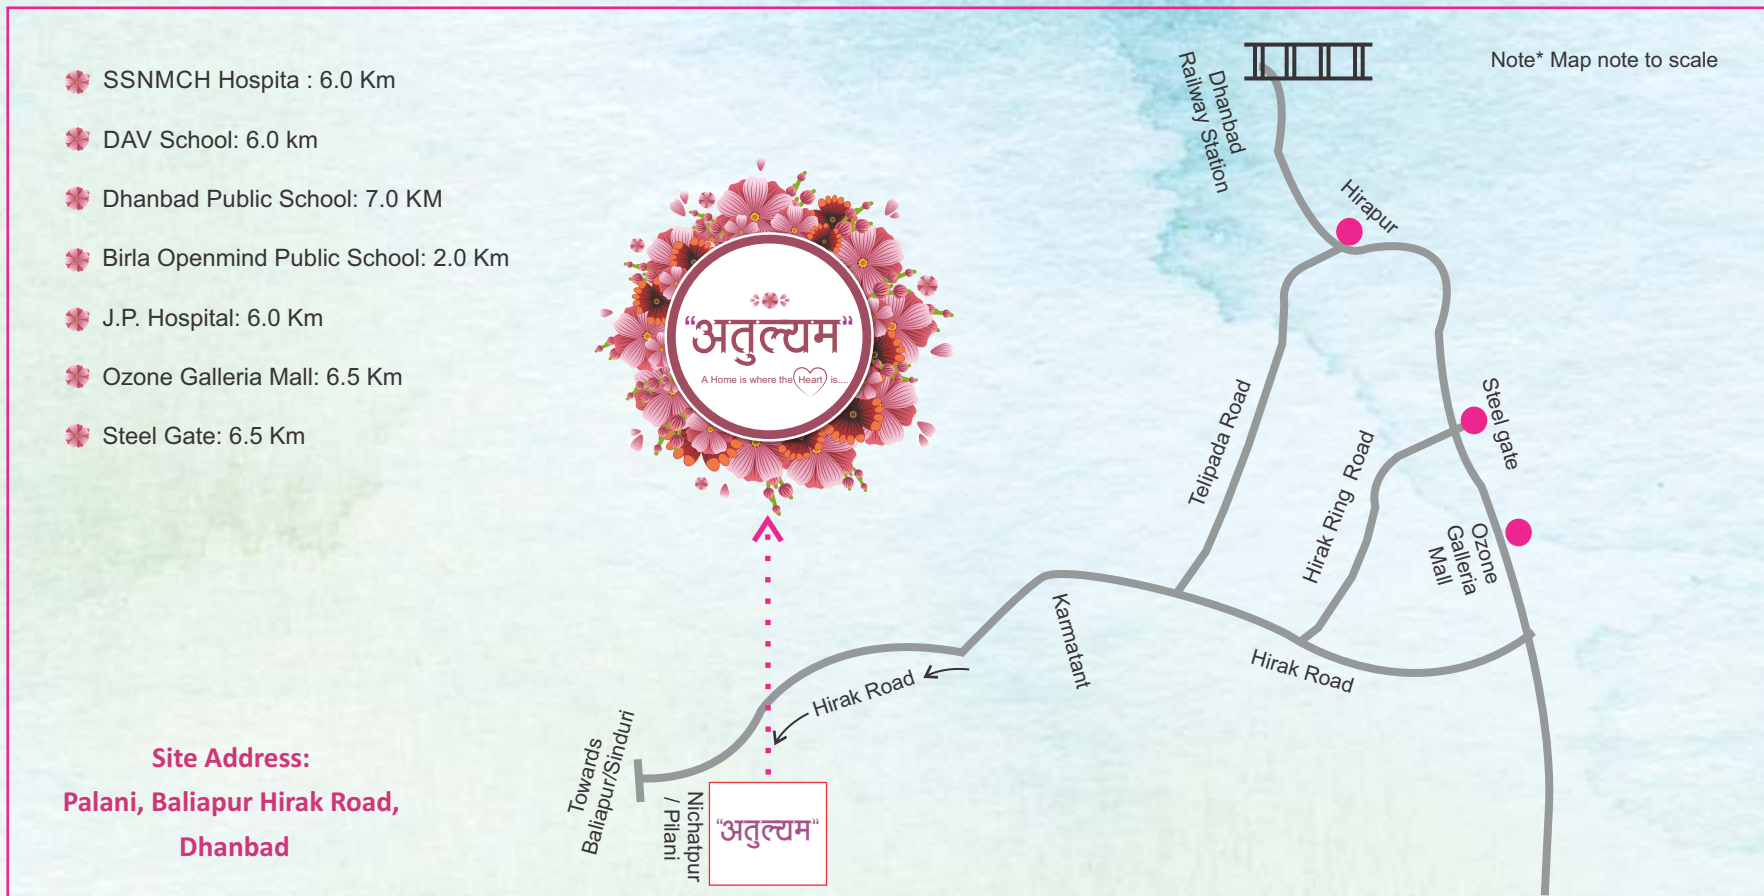 SSNMCH Hospita : 6.0 Km
DAV School: 6.0 km
Dhanbad Public School: 7.0 KM
Birla Openmind Public School: 2.0 Km
J.P. Hospital: 6.0 Km
Ozone Galleria Mall: 6.5 Km
Steel Gate: 6.5 Km
"अतुल्यम"
A Home is where the Heart is....
Note* Map note to scale
Dhanbad
Railway Station
Hirapur
Telipada Road
Hirak Ring Road
Steel gate
Ozone
Galleria
Mall
Karmatant
Hirak Road
Hirak Road
Towards
Baliapur/Sinduri
Nichatpur
/ Pilani
"अतुल्यम"
Site Address:
Palani, Baliapur Hirak Road,
Dhanbad